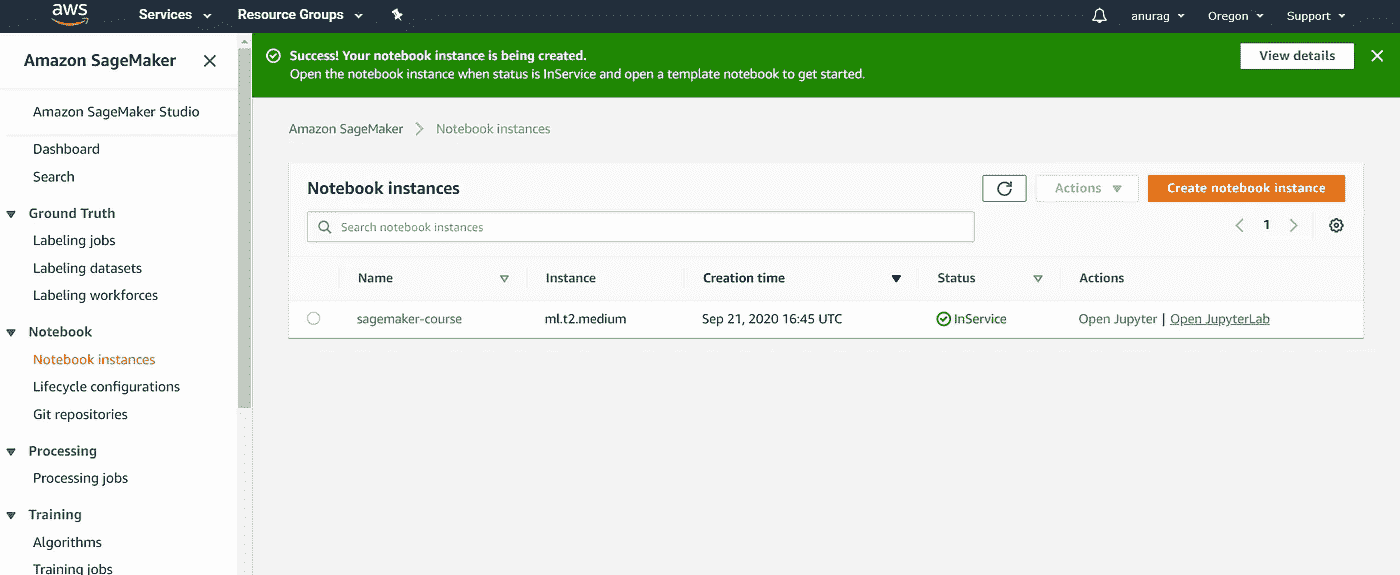 aws
Services
Resource Groups
anurag
Oregon
Support
Amazon SageMaker
Amazon SageMaker Studio
Dashboard
Search
Ground Truth
Labeling jobs
Labeling datasets
Labeling workforces
Notebook
Notebook instances
Lifecycle configurations
Git repositories
Processing
Processing jobs
Training
Algorithms
Training jobs
Success! Your notebook instance is being created.
Open the notebook instance when status is InService and open a template notebook to get started.
View details
Amazon SageMaker
Notebook instances
Notebook instances
Actions
Create notebook instance
Search notebook instances
1
Name
Instance
Creation time
Status
Actions
sagemaker-course
ml.t2.medium
Sep 21, 2020 16:45 UTC
InService
Open Jupyter | Open JupyterLab